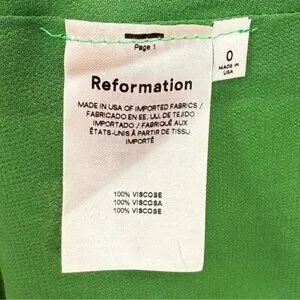 Page 1
Reformation
MADE IN USA OF IMPORTED FABRICS /
FABRICADO EN EE. UU. DE TEJIDO
IMPORTADO / FABRIQUÉ AUX
ÉTATS-UNIS À PARTIR DE TISSU
IMPORTÉ
100% VISCOSE
100% VISCOSA
100% VISCOSE
0
MADE IN
USA